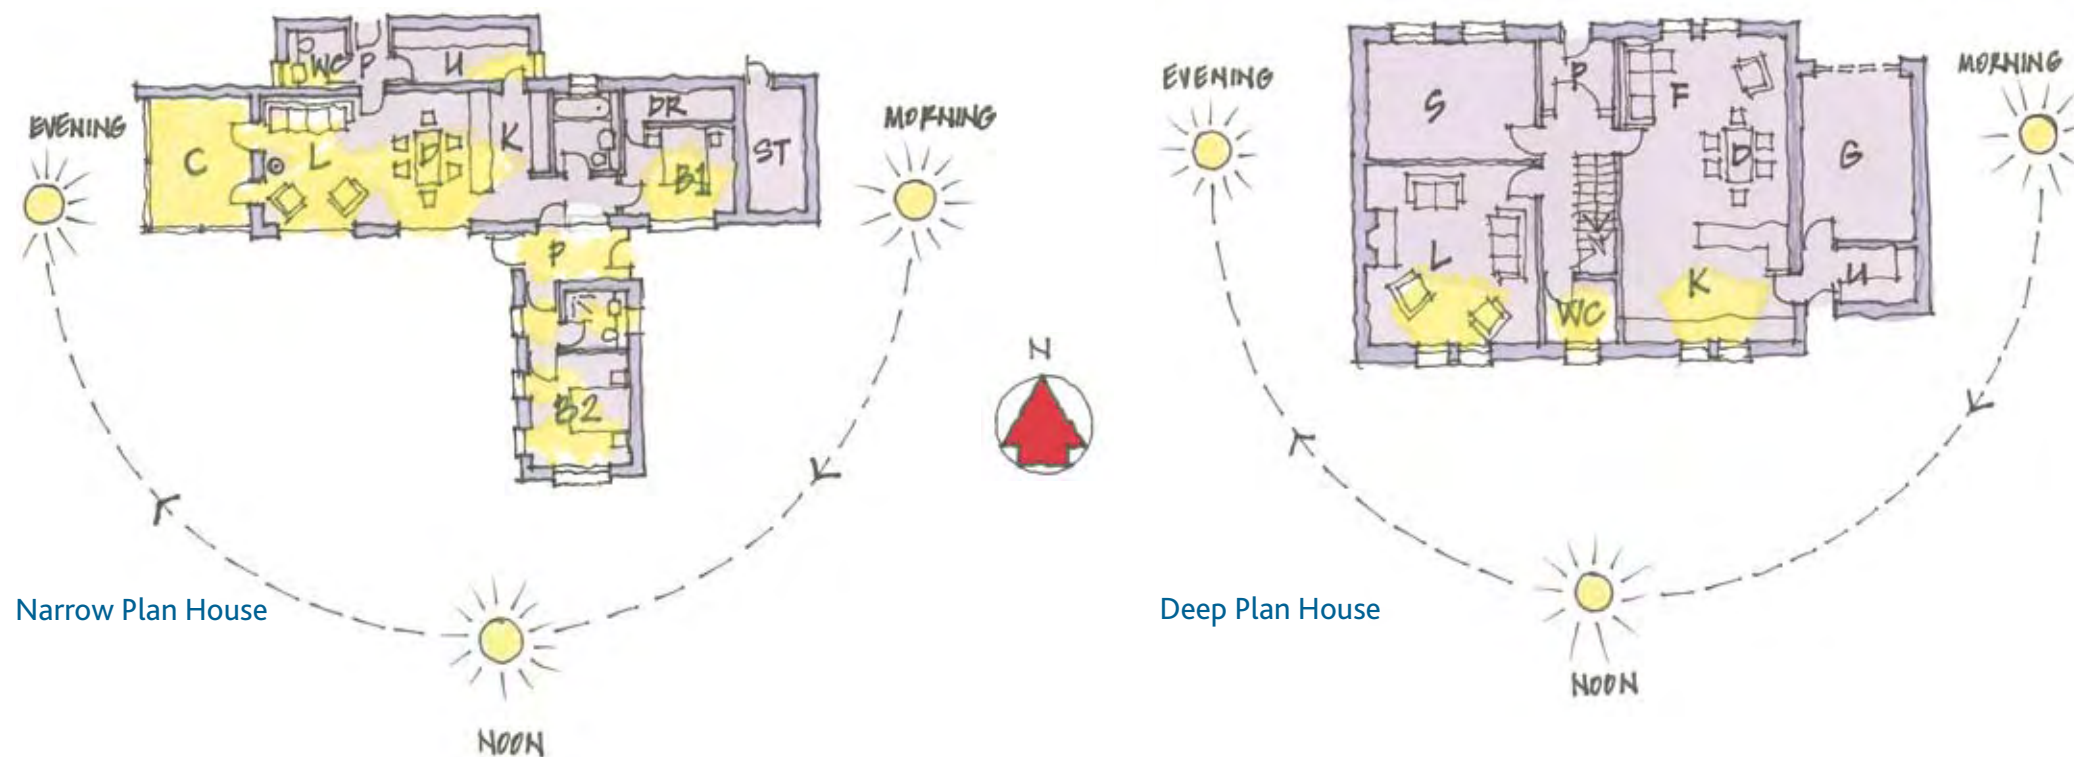 EVENING
MORNING
WC P U
C L D K DR B1 ST
P
B2
Narrow Plan House
NOON
N
EVENING
MORNING
S P F D G
L WC K U
Deep Plan House
NOON